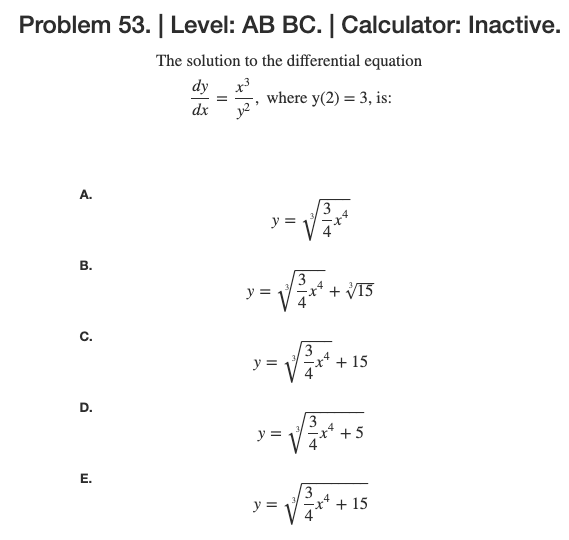 Problem 53. | Level: AB BC. | Calculator: Inactive.
The solution to the differential equation
dy/dx = x³/y², where y(2) = 3, is:
A. y = ∛(3/4 x⁴)
B. y = ∛(3/4 x⁴) + ∛15
C. y = ∛(3/4 x⁴) + 15
D. y = ∛(3/4 x⁴ + 5)
E. y = ∛(3/4 x⁴ + 15)